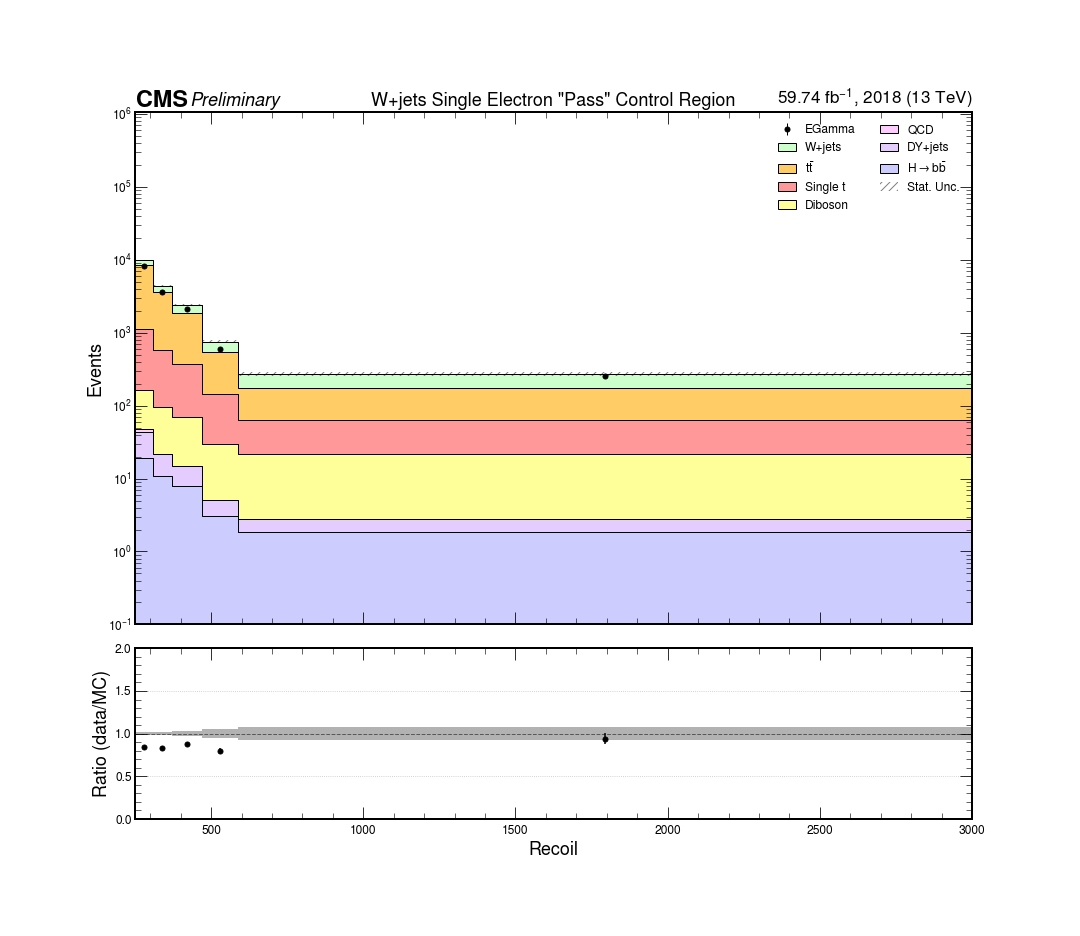 CMS Preliminary W+jets Single Electron "Pass" Control Region 59.74 fb⁻¹, 2018 (13 TeV)
EGamma
W+jets
tt̄
Single t
Diboson
QCD
DY+jets
H→bb̄
Stat. Unc.
Events
10⁶
10⁵
10⁴
10³
10²
10¹
10⁰
10⁻¹
Ratio (data/MC)
2.0
1.5
1.0
0.5
0.0
500 1000 1500 2000 2500 3000
Recoil